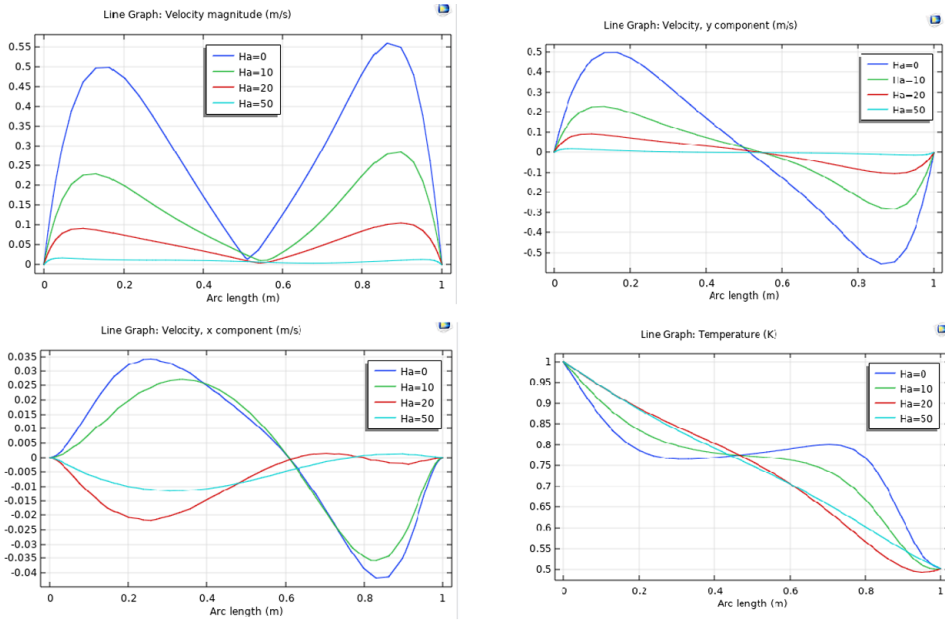 Line Graph: Velocity magnitude (m/s)
0.55
0.5
0.45
0.4
0.35
0.3
0.25
0.2
0.15
0.1
0.05
0
Ha=0
Ha=10
Ha=20
Ha=50
0 0.2 0.4 0.6 0.8 1
Arc length (m)
Line Graph: Velocity, y component (m/s)
0.5
0.4
0.3
0.2
0.1
0
-0.1
-0.2
-0.3
-0.4
-0.5
Ha=0
Ha=10
Ha=20
Ha=50
0 0.2 0.4 0.6 0.8 1
Arc length (m)
Line Graph: Velocity, x component (m/s)
0.035
0.03
0.025
0.02
0.015
0.01
0.005
0
-0.005
-0.01
-0.015
-0.02
-0.025
-0.03
-0.035
-0.04
Ha=0
Ha=10
Ha=20
Ha=50
0 0.2 0.4 0.6 0.8 1
Arc length (m)
Line Graph: Temperature (K)
1
0.95
0.9
0.85
0.8
0.75
0.7
0.65
0.6
0.55
0.5
Ha=0
Ha=10
Ha=20
Ha=50
0 0.2 0.4 0.6 0.8 1
Arc length (m)